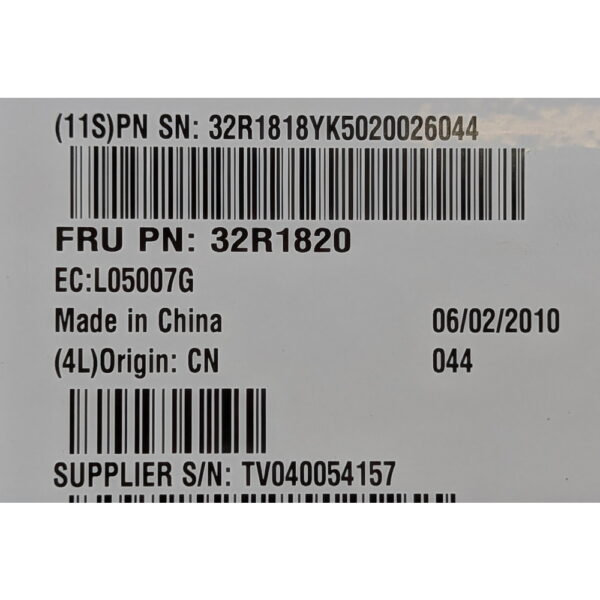 (11S)PN SN: 32R1818YK5020026044
FRU PN: 32R1820
EC:L05007G
Made in China 06/02/2010
(4L)Origin: CN 044
SUPPLIER S/N: TV040054157